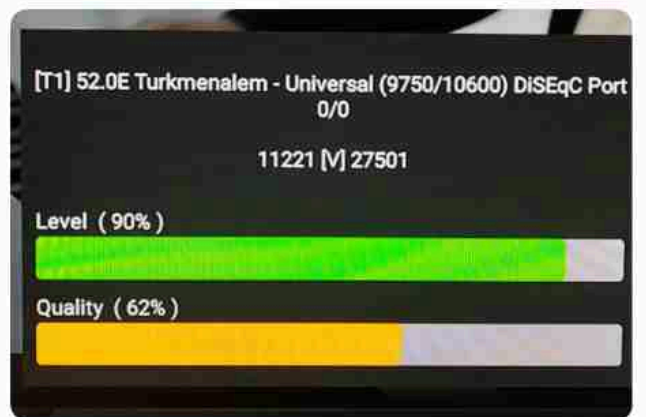 [T1] 52.0E Turkmenalem - Universal (9750/10600) DiSEqC Port
0/0
11221 [V] 27501
Level ( 90% )
Quality ( 62% )